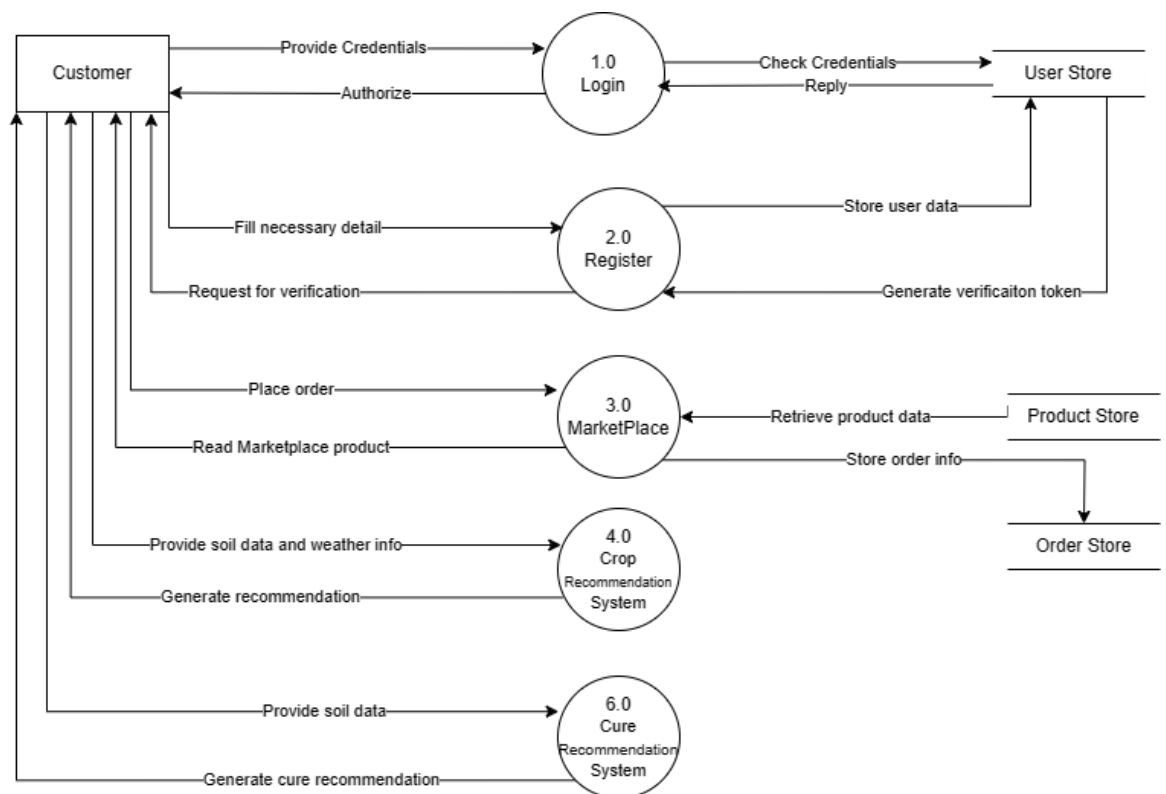 Customer
Provide Credentials
Authorize
1.0
Login
Check Credentials
Reply
User Store
Fill necessary detail
Request for verification
2.0
Register
Store user data
Generate verificaiton token
Place order
Read Marketplace product
3.0
MarketPlace
Retrieve product data
Store order info
Product Store
Order Store
Provide soil data and weather info
Generate recommendation
4.0
Crop
Recommendation
System
Provide soil data
Generate cure recommendation
6.0
Cure
Recommendation
System